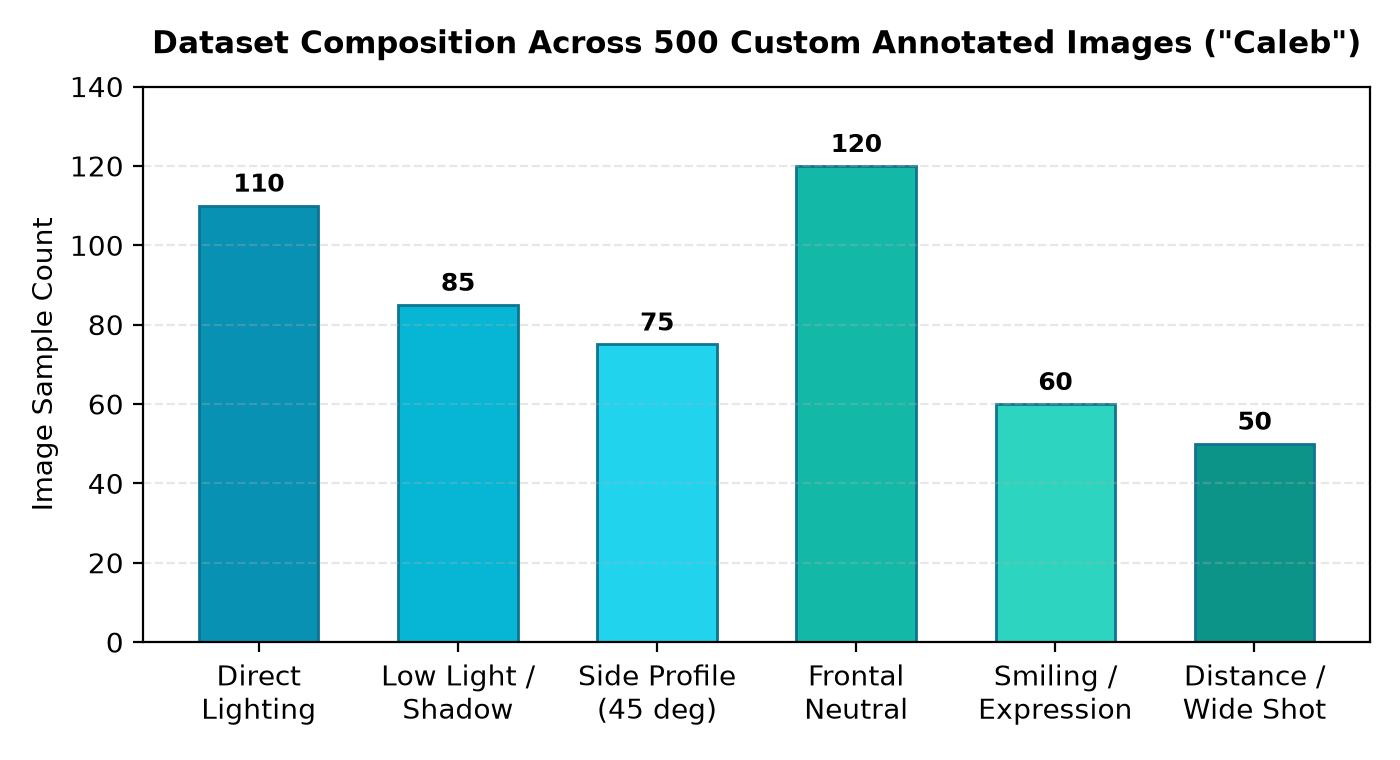 Dataset Composition Across 500 Custom Annotated Images ("Caleb")
Image Sample Count
140
120
100
80
60
40
20
0
110
85
75
120
60
50
Direct
Lighting
Low Light /
Shadow
Side Profile
(45 deg)
Frontal
Neutral
Smiling /
Expression
Distance /
Wide Shot